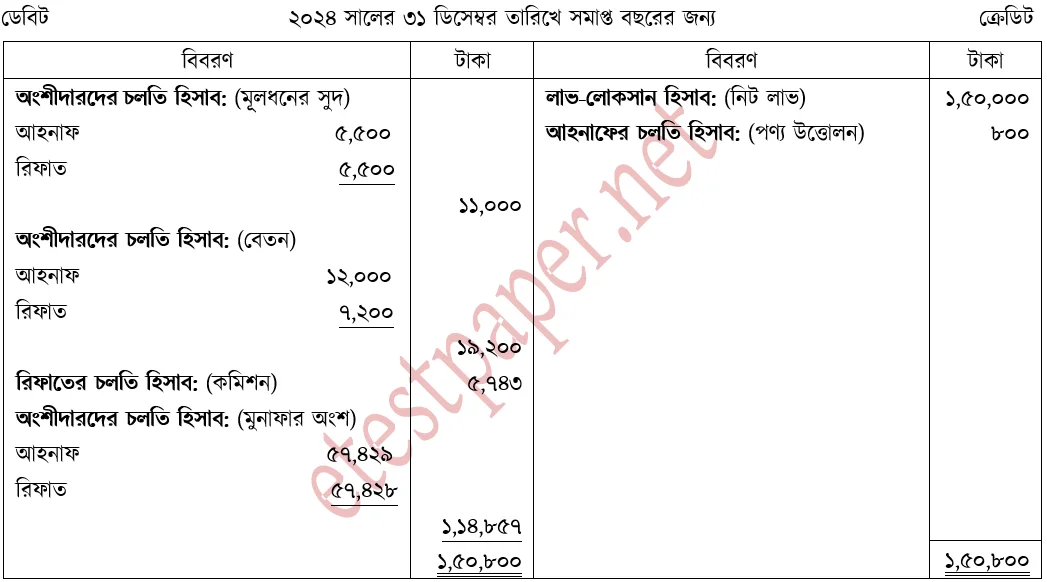 ডেবিট ২০২৪ সালের ৩১ ডিসেম্বর তারিখে সমাপ্ত বছরের জন্য ক্রেডিট
বিবরণ টাকা বিবরণ টাকা
অংশীদারদের চলতি হিসাব: (মূলধনের সুদ) লাভ-লোকসান হিসাব: (নিট লাভ) ১,৫০,০০০
আহনাফ ৫,৫০০ আহনাফের চলতি হিসাব: (পণ্য উত্তোলন) ৮০০
রিফাত ৫,৫০০
১১,০০০
অংশীদারদের চলতি হিসাব: (বেতন)
আহনাফ ১২,০০০
রিফাত ৭,২০০
১৯,২০০
রিফাতের চলতি হিসাব: (কমিশন) ৫,৭৪৩
অংশীদারদের চলতি হিসাব: (মুনাফার অংশ)
আহনাফ ৫৭,৪২৯
রিফাত ৫৭,৪২৮
১,১৪,৮৫৭
১,৫০,৮০০ ১,৫০,৮০০
etestpaper.net